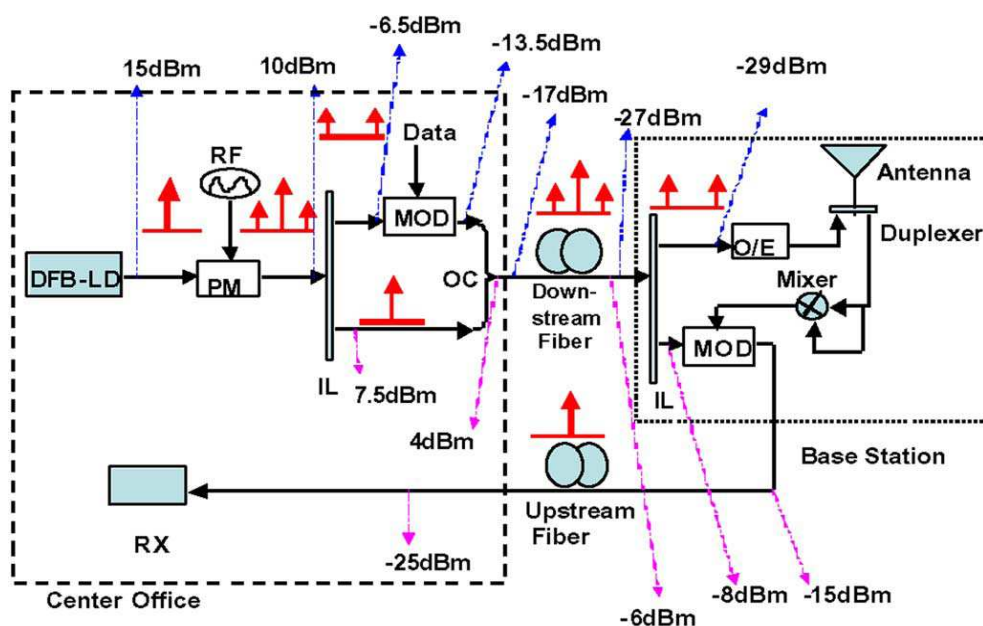 -6.5dBm
-13.5dBm
15dBm
10dBm
-17dBm
-29dBm
-27dBm
Data
RF
Antenna
MOD
O/E
Duplexer
DFB-LD
PM
OC
Mixer
Down-
stream
Fiber
MOD
IL
7.5dBm
IL
4dBm
Base Station
Upstream
Fiber
RX
-25dBm
Center Office
-6dBm
-8dBm
-15dBm